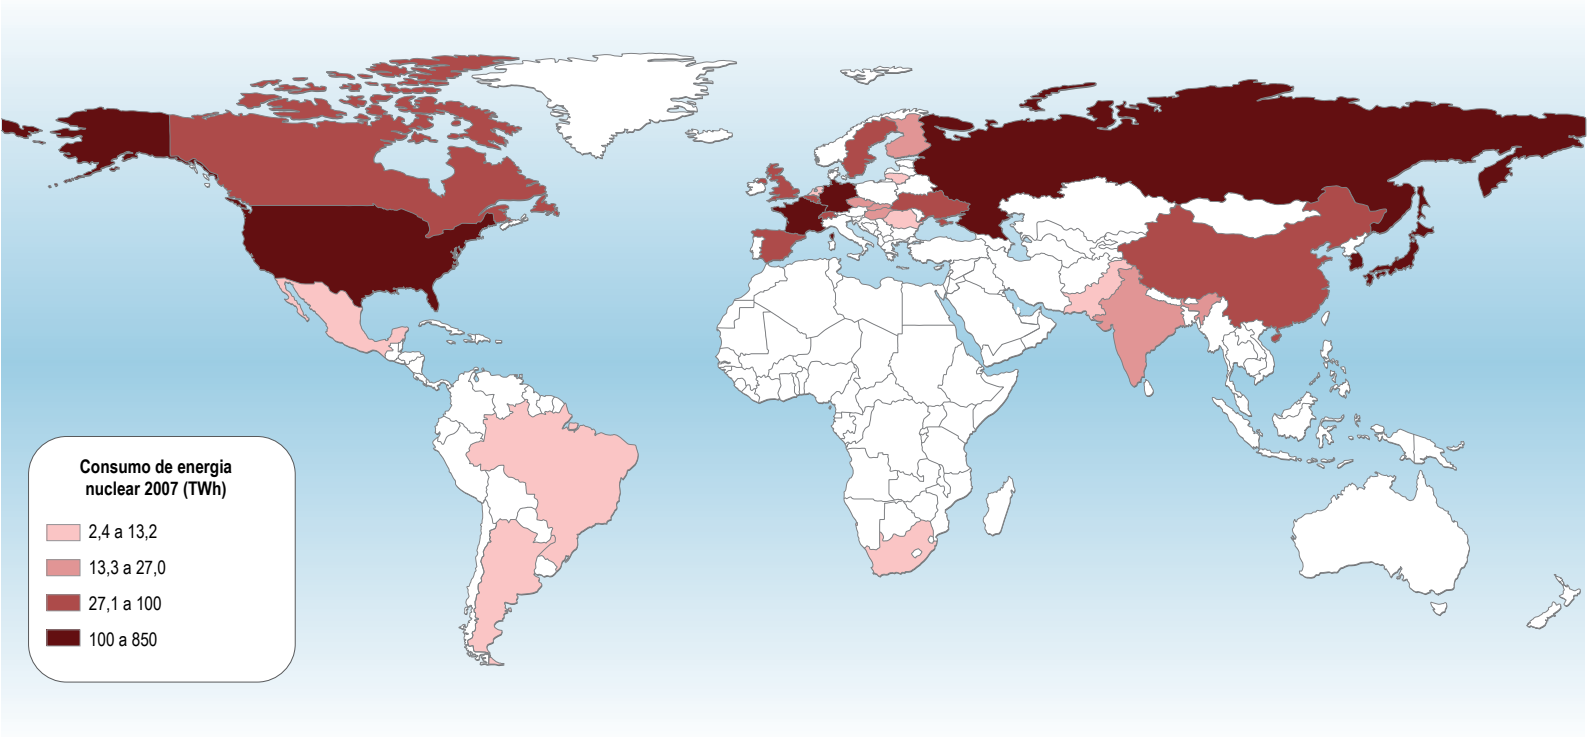 Consumo de energia
nuclear 2007 (TWh)
2,4 a 13,2
13,3 a 27,0
27,1 a 100
100 a 850